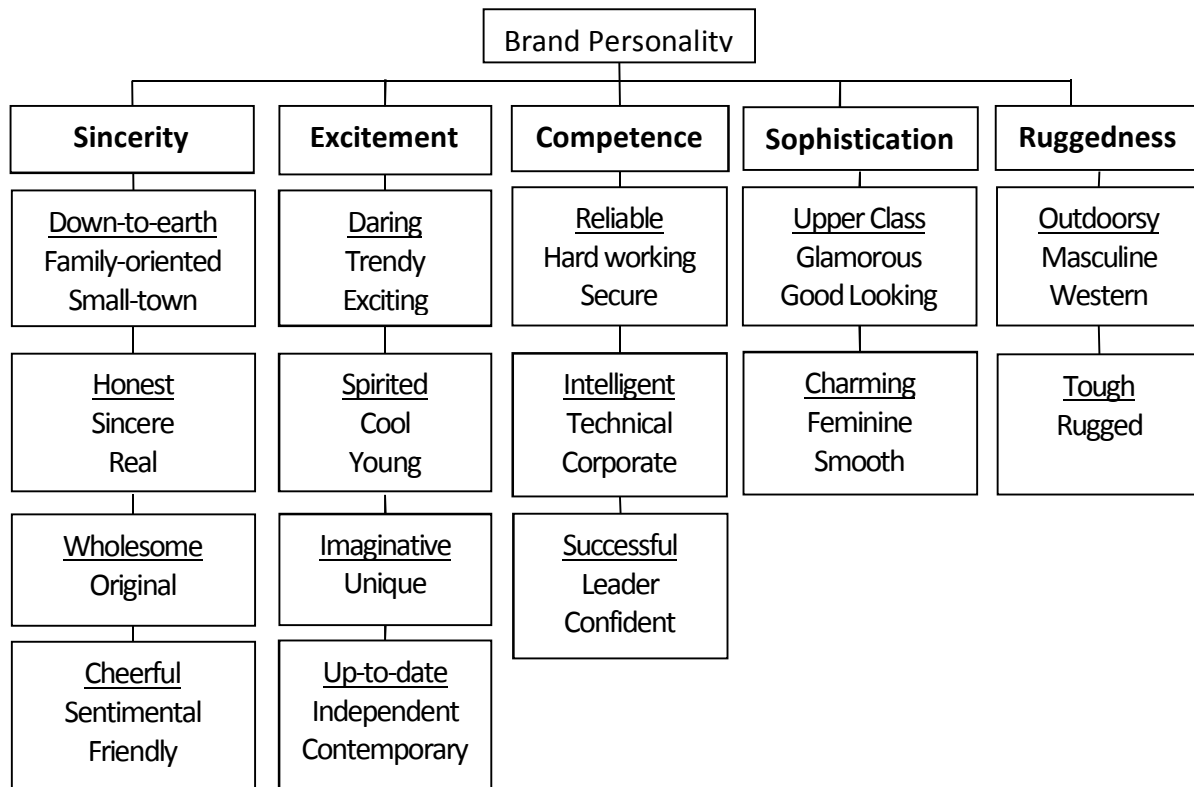 Brand Personality
Sincerity
Excitement
Competence
Sophistication
Ruggedness
Down-to-earth
Family-oriented
Small-town
Daring
Trendy
Exciting
Reliable
Hard working
Secure
Upper Class
Glamorous
Good Looking
Outdoorsy
Masculine
Western
Honest
Sincere
Real
Spirited
Cool
Young
Intelligent
Technical
Corporate
Charming
Feminine
Smooth
Tough
Rugged
Wholesome
Original
Imaginative
Unique
Successful
Leader
Confident
Cheerful
Sentimental
Friendly
Up-to-date
Independent
Contemporary